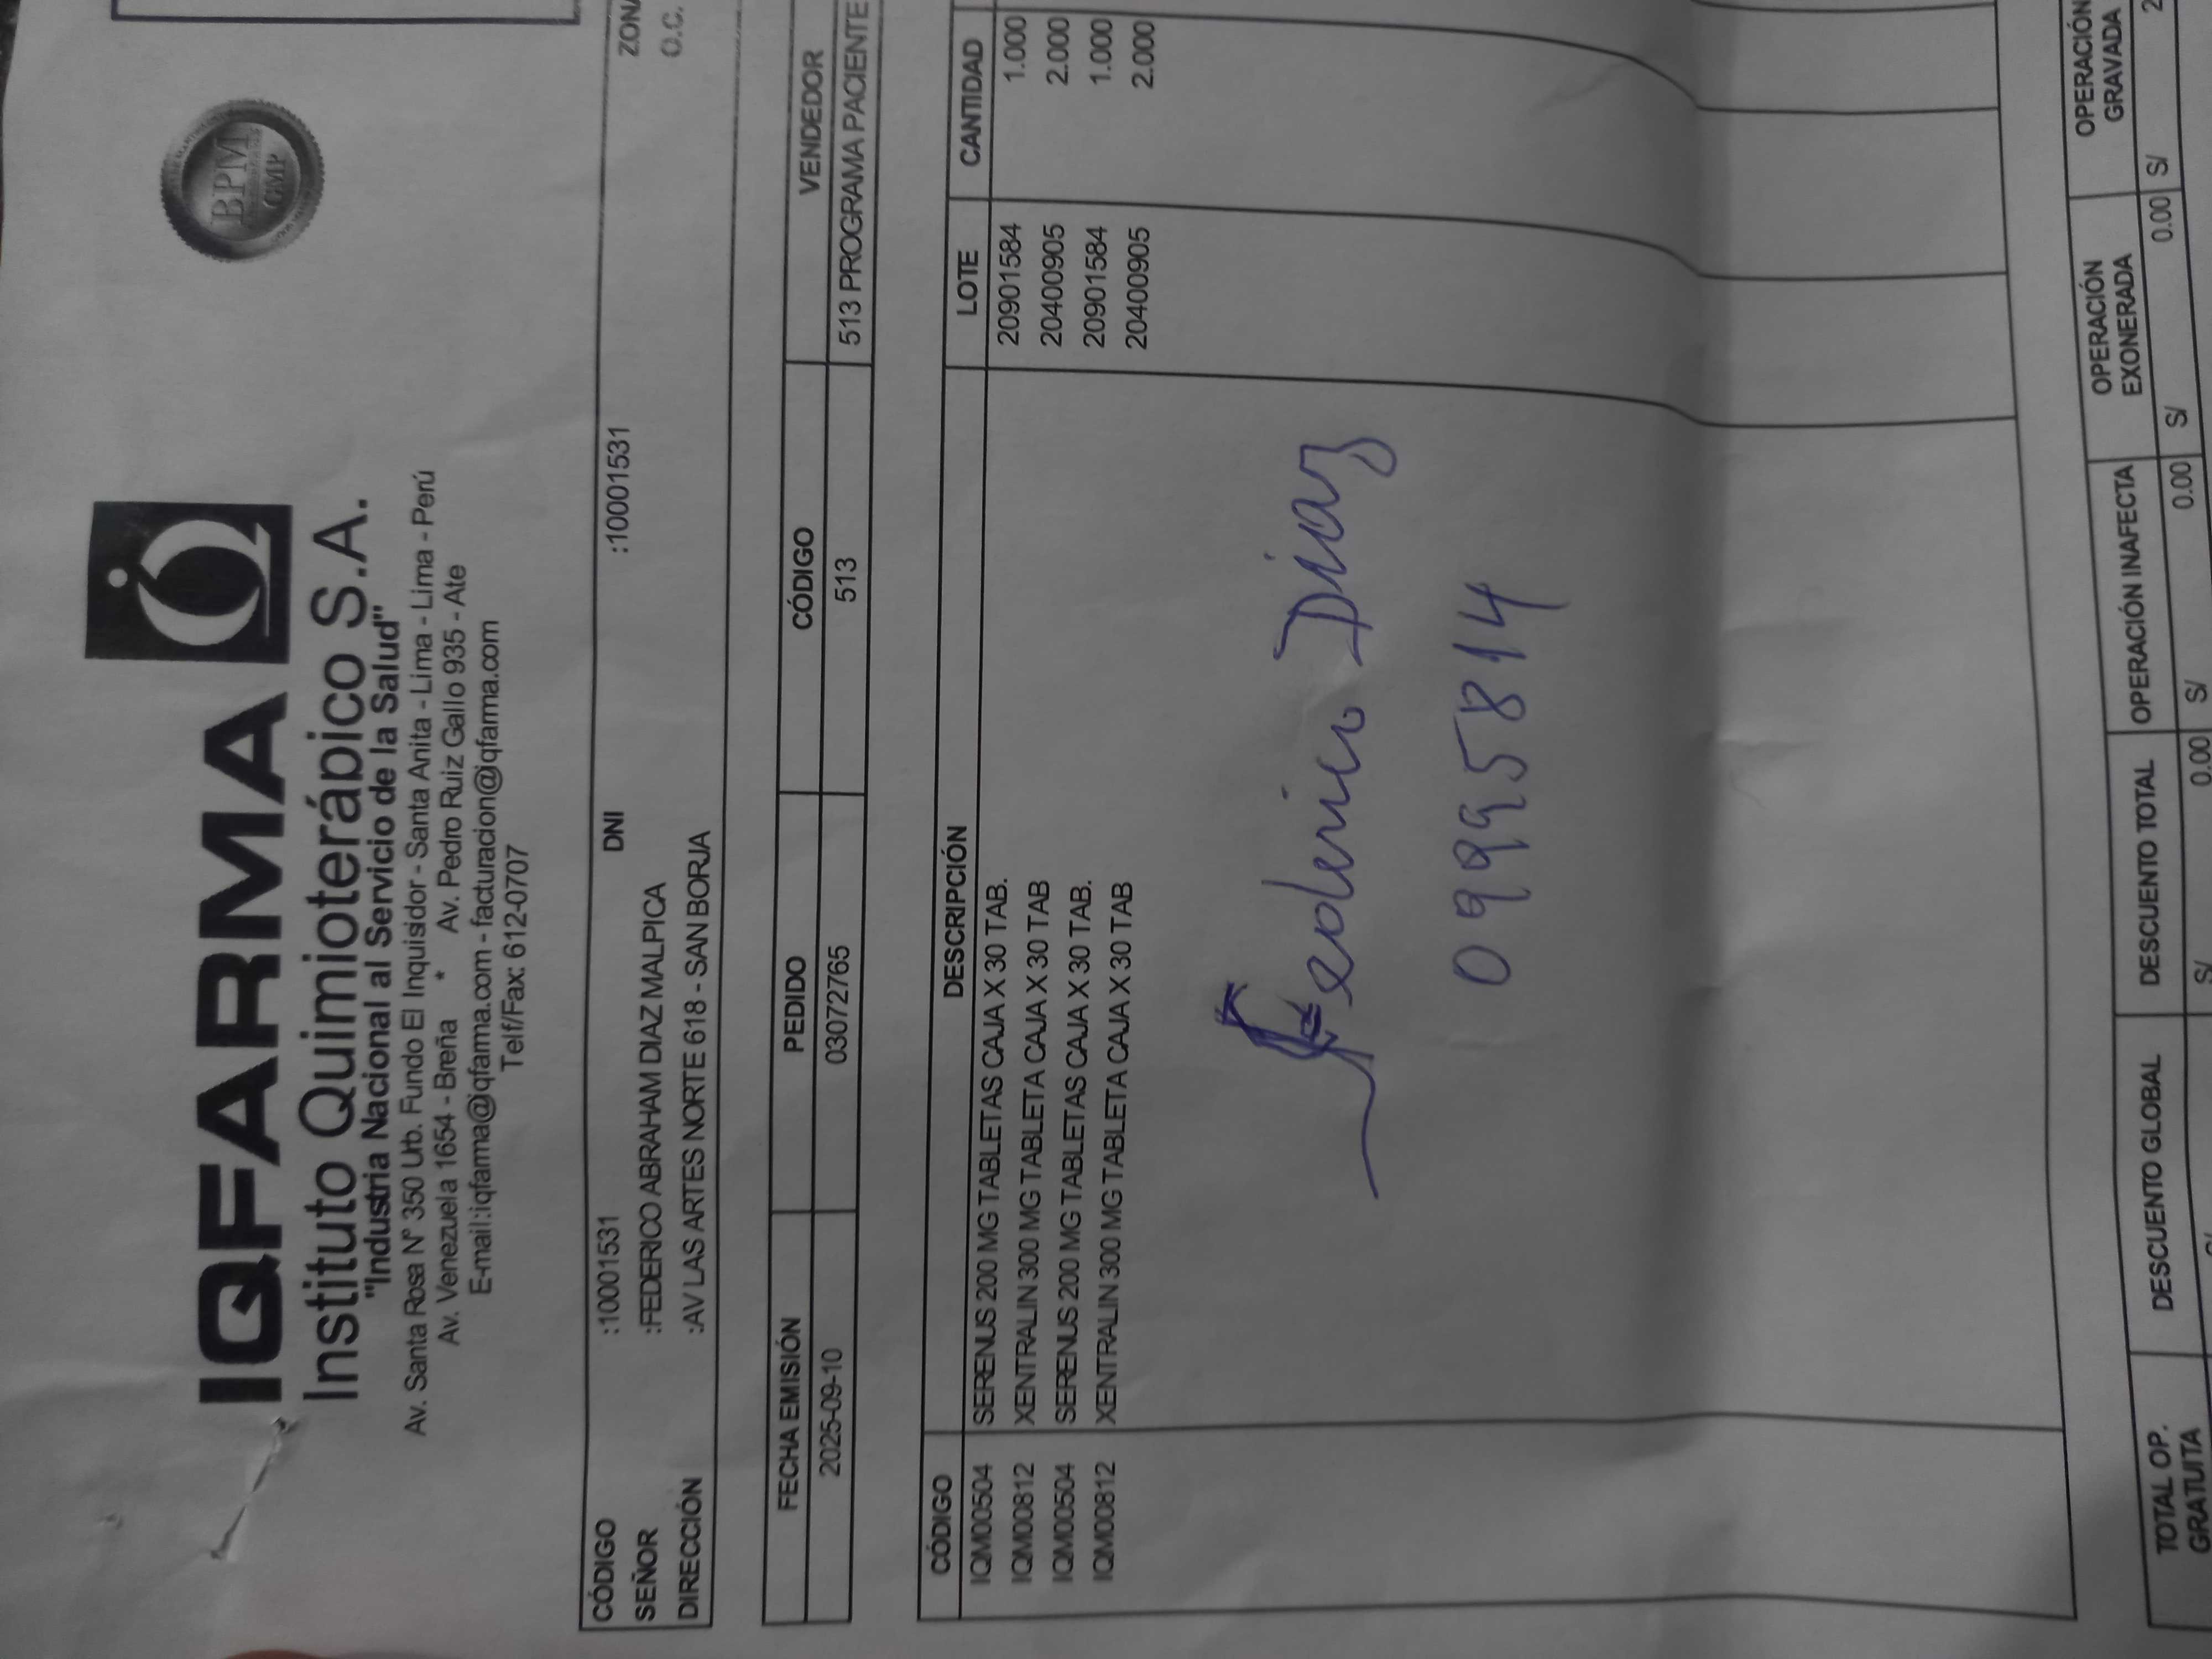 IQFARMA
Instituto Quimioterápico S.A.
"Industria Nacional al Servicio de la Salud"
Av. Santa Rosa Nº 350 Urb. Fundo El Inquisidor - Santa Anita - Lima - Lima - Perú
Av. Venezuela 1654 - Breña * Av. Pedro Ruiz Gallo 935 - Ate
E-mail:iqfarma@iqfarma.com - facturacion@iqfarma.com
Telf/Fax: 612-0707
BPM
GMP
CÓDIGO :10001531 DNI :10001531 ZONA
SEÑOR :FEDERICO ABRAHAM DIAZ MALPICA O.C.
DIRECCIÓN :AV LAS ARTES NORTE 618 - SAN BORJA
FECHA EMISIÓN PEDIDO CÓDIGO VENDEDOR
2025-09-10 03072765 513 513 PROGRAMA PACIENTE
CÓDIGO DESCRIPCIÓN LOTE CANTIDAD
IQM00504 SERENUS 200 MG TABLETAS CAJA X 30 TAB. 20901584 1.000
IQM00812 XENTRALIN 300 MG TABLETA CAJA X 30 TAB 20400905 2.000
IQM00504 SERENUS 200 MG TABLETAS CAJA X 30 TAB. 20901584 1.000
IQM00812 XENTRALIN 300 MG TABLETA CAJA X 30 TAB 20400905 2.000
Federico Diaz
09995814
TOTAL OP. GRATUITA DESCUENTO GLOBAL DESCUENTO TOTAL OPERACIÓN INAFECTA OPERACIÓN EXONERADA OPERACIÓN GRAVADA
S/ S/ 0.00 S/ 0.00 S/ 0.00 S/ 2